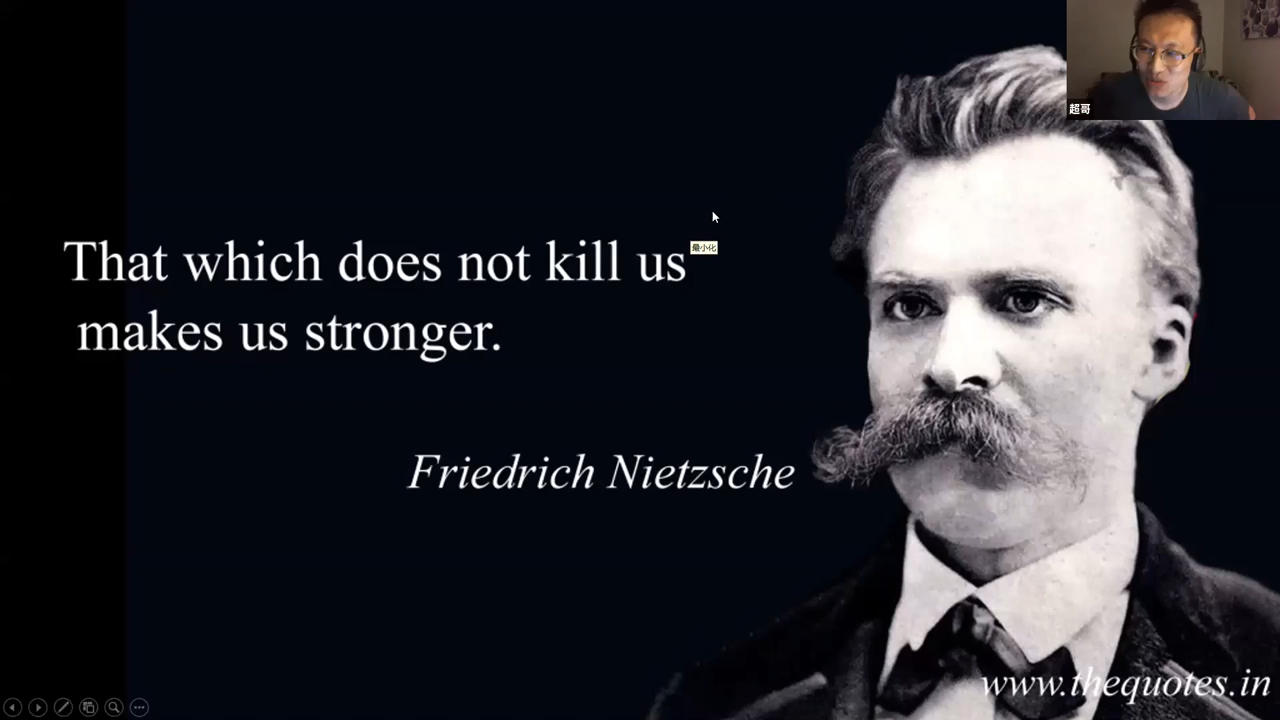 超哥
That which does not kill us
最小化
makes us stronger.
Friedrich Nietzsche
www.thequotes.in